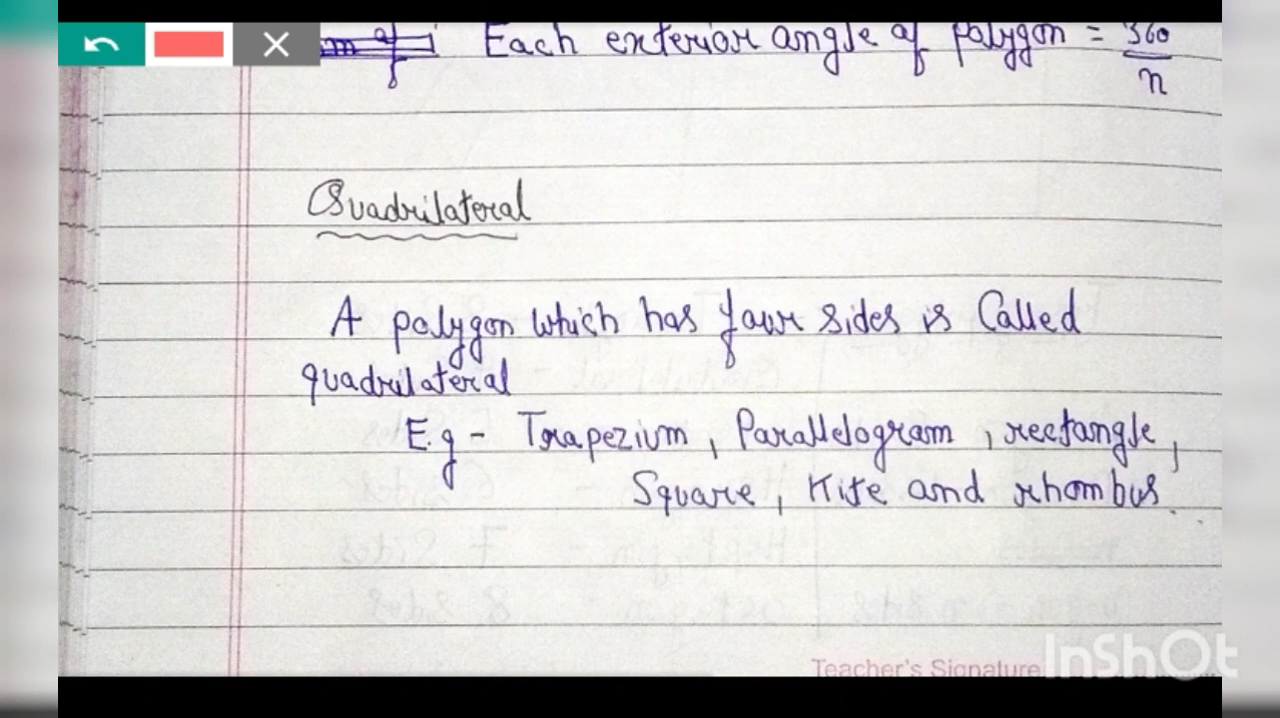 Each exterior angle of polygon = 360/n
Quadrilateral
A polygon which has four sides is Called
quadrilateral
E.g - Trapezium, Parallelogram, rectangle,
Square, Kite and rhombus.
Teacher's Signature
InShOt